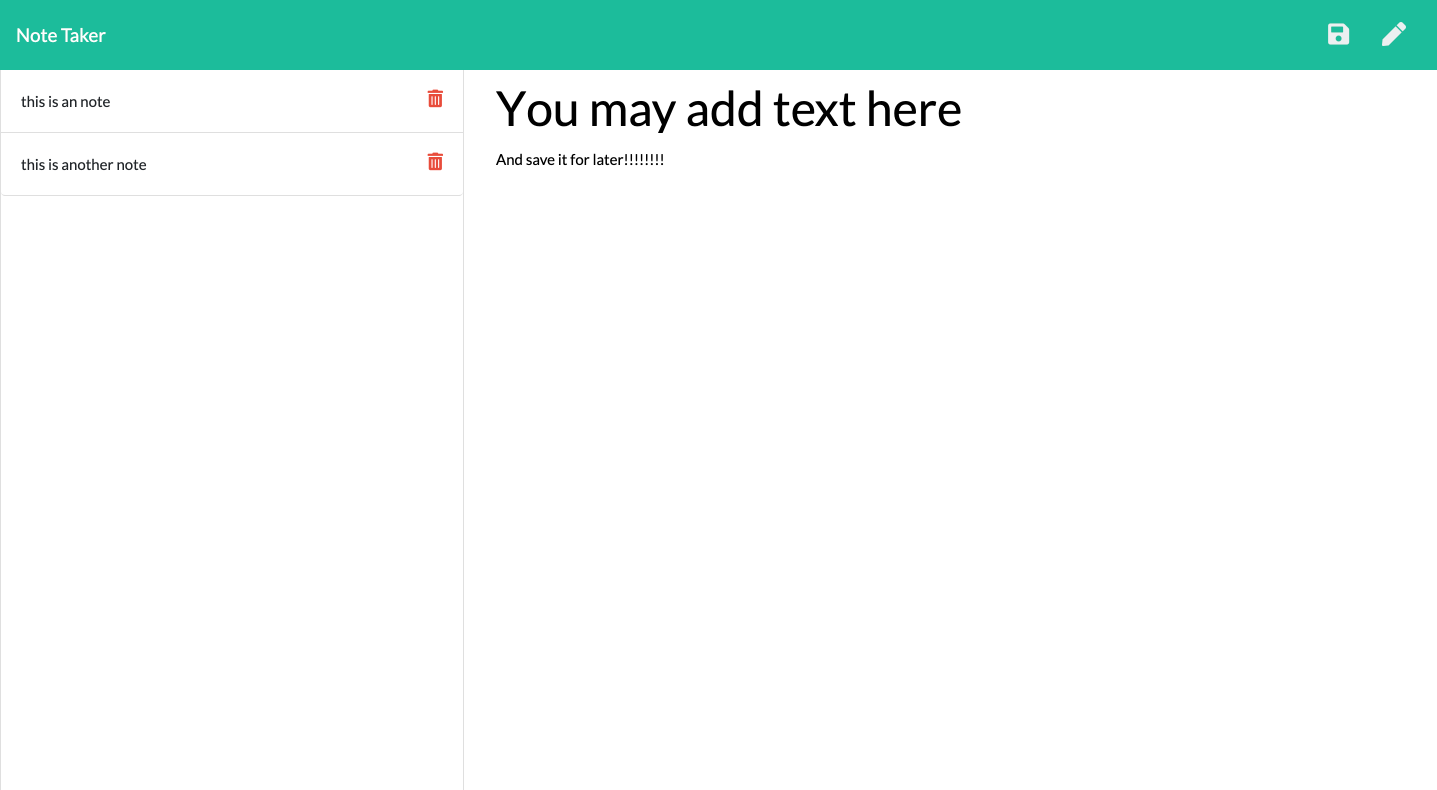 Note Taker
this is an note
this is another note
You may add text here
And save it for later!!!!!!!!